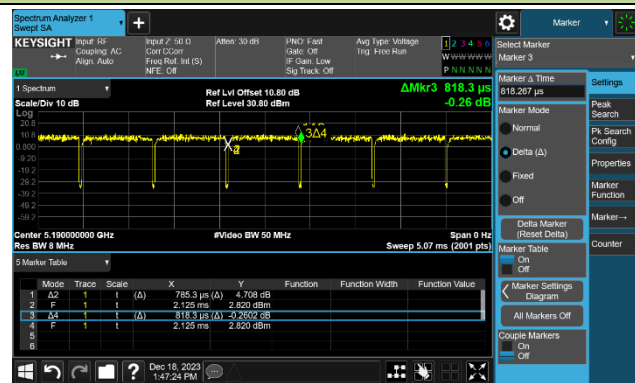 Spectrum Analyzer 1
Swept SA
Marker
KEYSIGHT
Input: RF
Coupling: AC
Align: Auto
Input Z: 50 Ω
Corr CCorr
Freq Ref: Int (S)
NFE: Off
Atten: 30 dB
PNO: Fast
Gate: Off
IF Gain: Low
Sig Track: Off
Avg Type: Voltage
Trig: Free Run
1 2 3 4 5 6
W W W W W W
P N N N N N
Select Marker
Marker 3
LW
1 Spectrum
Scale/Div 10 dB
Log
Ref Lvl Offset 10.80 dB
Ref Level 30.80 dBm
ΔMkr3 818.3 µs
-0.26 dB
20.8
10.8
0.800
-9.20
-19.2
-29.2
-39.2
-49.2
-59.2
3Δ4
Center 5.190000000 GHz
Res BW 8 MHz
#Video BW 50 MHz
Span 0 Hz
Sweep 5.07 ms (2001 pts)
5 Marker Table
Mode Trace Scale X Y Function Function Width Function Value
1 Δ2 1 t (Δ) 785.3 µs (Δ) 4.708 dB
2 F 1 t 2.125 ms 2.820 dBm
3 Δ4 1 t (Δ) 818.3 µs (Δ) -0.2602 dB
4 F 1 t 2.125 ms 2.820 dBm
5
6
Marker Δ Time
818.267 µs
Marker Mode
Normal
Delta (Δ)
Fixed
Off
Delta Marker
(Reset Delta)
Marker Table
On
Off
Marker Settings
Diagram
All Markers Off
Couple Markers
On
Off
Settings
Peak
Search
Pk Search
Config
Properties
Marker
Function
Marker→
Counter
?
Dec 18, 2023
1:47:24 PM